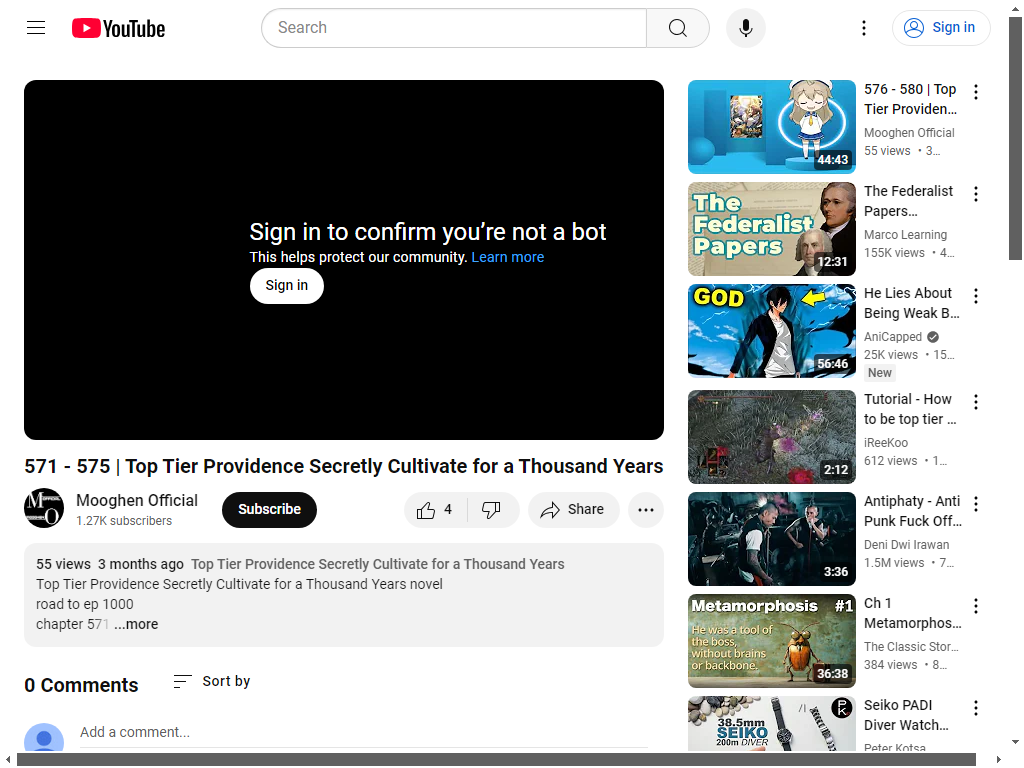 YouTube
Search
Sign in
Sign in to confirm you're not a bot
This helps protect our community. Learn more
Sign in
571 - 575 | Top Tier Providence Secretly Cultivate for a Thousand Years
Mooghen Official
1.27K subscribers
Subscribe
4
Share
55 views 3 months ago Top Tier Providence Secretly Cultivate for a Thousand Years
Top Tier Providence Secretly Cultivate for a Thousand Years novel
road to ep 1000
chapter 571 ...more
0 Comments
Sort by
Add a comment...
44:43
576 - 580 | Top
Tier Providen...
Mooghen Official
55 views • 3...
The
Federalist
Papers
12:31
The Federalist
Papers...
Marco Learning
155K views • 4...
GOD
56:46
He Lies About
Being Weak B...
AniCapped
25K views • 15...
New
2:12
Tutorial - How
to be top tier ...
iReeKoo
612 views • 1...
3:36
Antiphaty - Anti
Punk Fuck Off...
Deni Dwi Irawan
1.5M views • 7...
Metamorphosis #1
He was a tool of
the boss,
without brains
or backbone.
36:38
Ch 1
Metamorphos...
The Classic Stor...
384 views • 8...
38.5mm
SEIKO
200m DIVER
PK
Seiko PADI
Diver Watch...
Peter Kotsa